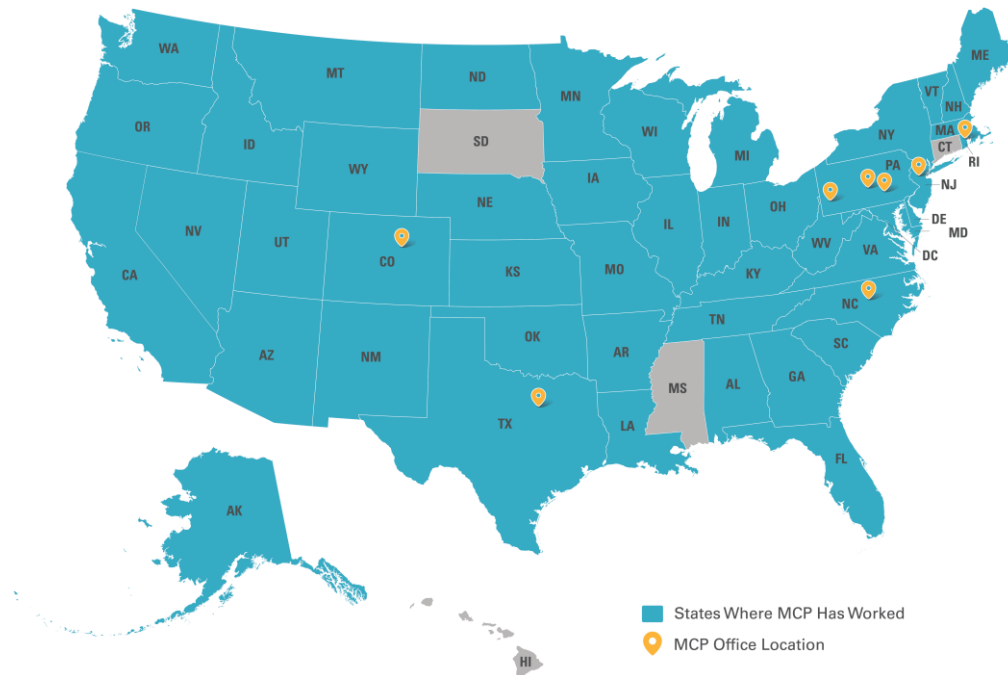 WA
MT
ND
MN
ME
VT
NH
OR
ID
SD
WI
NY
MA
CT
RI
WY
MI
PA
IA
NJ
NE
OH
NV
UT
CO
IL
IN
DE
MD
WV
VA
DC
CA
KS
MO
KY
NC
TN
OK
AZ
NM
AR
SC
MS
AL
GA
TX
LA
FL
AK
States Where MCP Has Worked
MCP Office Location
HI